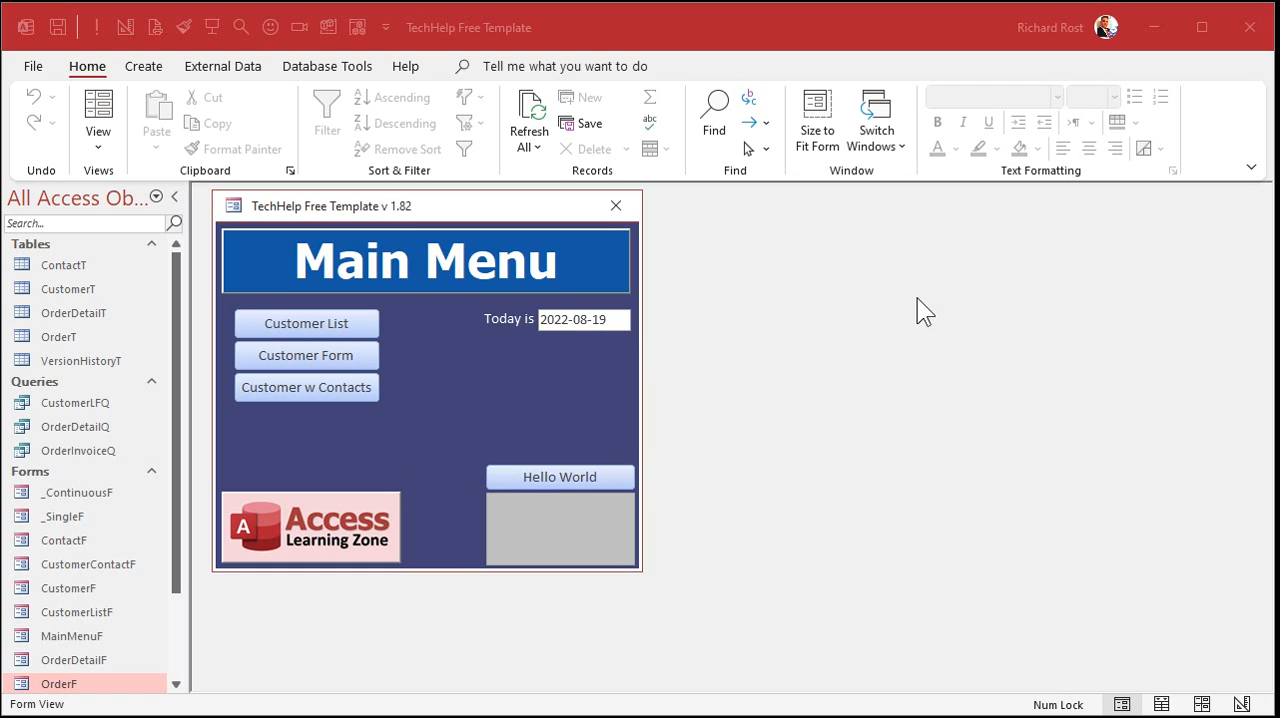 TechHelp Free Template
Richard Rost
File Home Create External Data Database Tools Help Tell me what you want to do
Undo
View
Views
Paste
Cut
Copy
Format Painter
Clipboard
Filter
Ascending
Descending
Remove Sort
Sort & Filter
Refresh
All
New
Save
Delete
Records
Find
Find
Size to
Fit Form
Switch
Windows
Window
B I U
A
Text Formatting
All Access Ob...
Search...
Tables
ContactT
CustomerT
OrderDetailT
OrderT
VersionHistoryT
Queries
CustomerLFQ
OrderDetailQ
OrderInvoiceQ
Forms
_ContinuousF
_SingleF
ContactF
CustomerContactF
CustomerF
CustomerListF
MainMenuF
OrderDetailF
OrderF
TechHelp Free Template v 1.82
Main Menu
Customer List
Today is 2022-08-19
Customer Form
Customer w Contacts
Hello World
A Access
Learning Zone
Form View
Num Lock